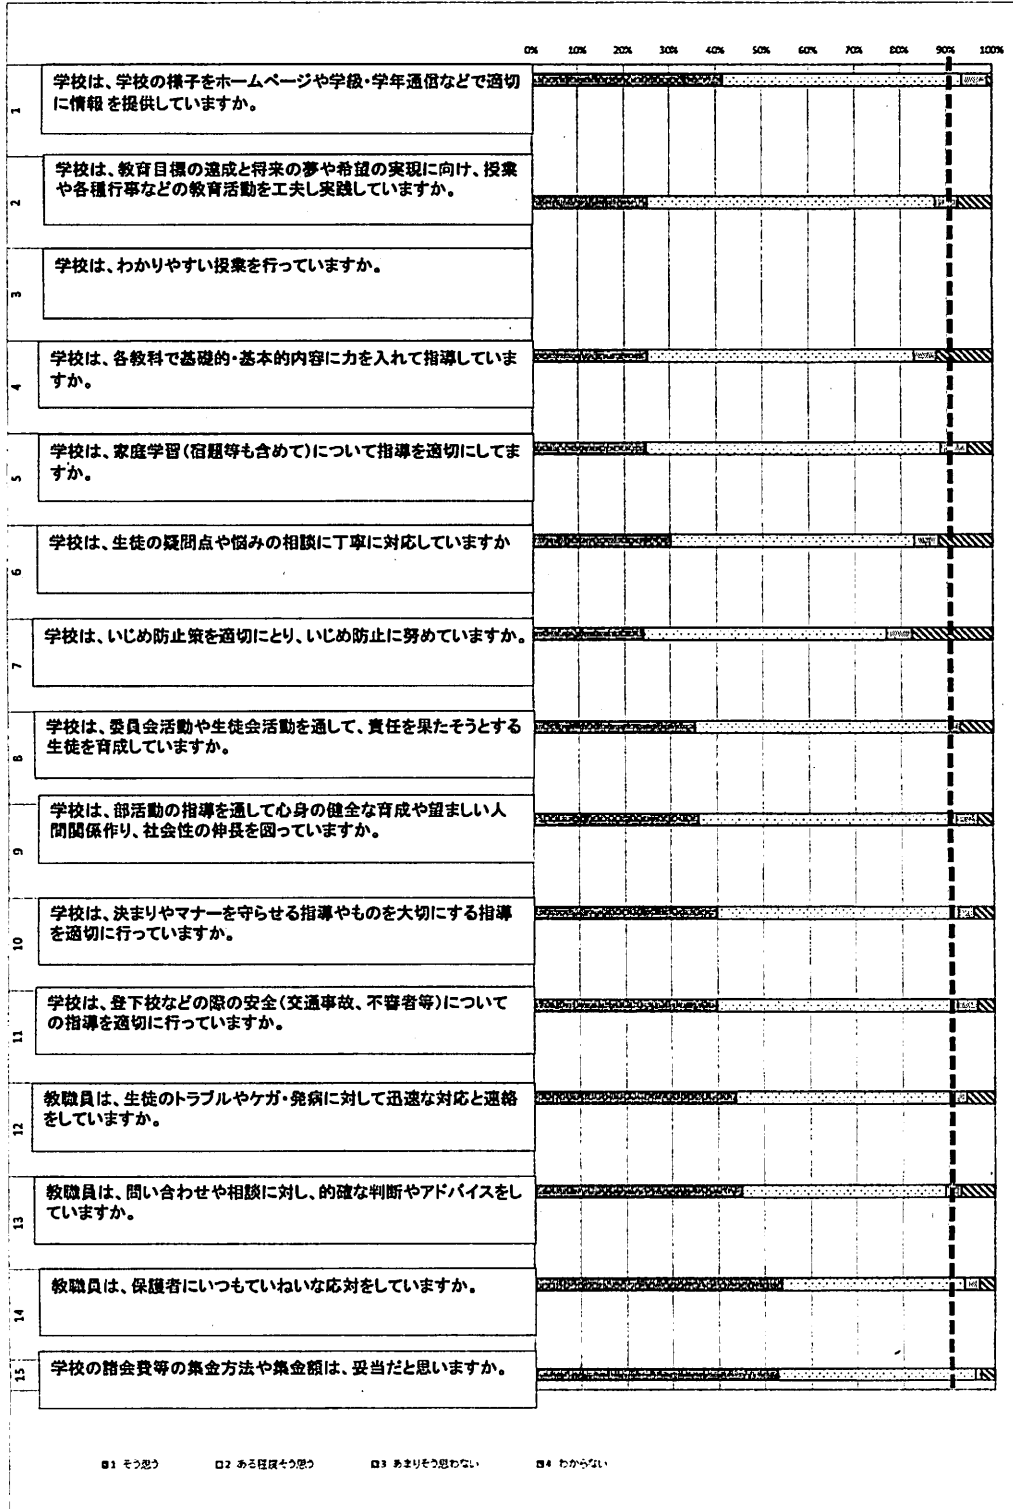 0% 10% 20% 30% 40% 50% 60% 70% 80% 90% 100%
1
学校は、学校の様子をホームページや学級・学年通信などで適切
に情報を提供していますか。
2
学校は、教育目標の達成と将来の夢や希望の実現に向け、授業
や各種行事などの教育活動を工夫し実践していますか。
3
学校は、わかりやすい授業を行っていますか。
4
学校は、各教科で基礎的・基本的内容に力を入れて指導していま
すか。
5
学校は、家庭学習(宿題等も含めて)について指導を適切にしてま
すか。
6
学校は、生徒の疑問点や悩みの相談に丁寧に対応していますか
7
学校は、いじめ防止策を適切にとり、いじめ防止に努めていますか。
8
学校は、委員会活動や生徒会活動を通して、責任を果たそうとする
生徒を育成していますか。
9
学校は、部活動の指導を通して心身の健全な育成や望ましい人
間関係作り、社会性の伸長を図っていますか。
10
学校は、決まりやマナーを守らせる指導やものを大切にする指導
を適切に行っていますか。
11
学校は、登下校などの際の安全(交通事故、不審者等)について
の指導を適切に行っていますか。
12
教職員は、生徒のトラブルやケガ・発病に対して迅速な対応と連絡
をしていますか。
13
教職員は、問い合わせや相談に対し、的確な判断やアドバイスをし
ていますか。
14
教職員は、保護者にいつもていねいな応対をしていますか。
15
学校の諸会費等の集金方法や集金額は、妥当だと思いますか。
1 そう思う 2 ある程度そう思う 3 あまりそう思わない 4 わからない